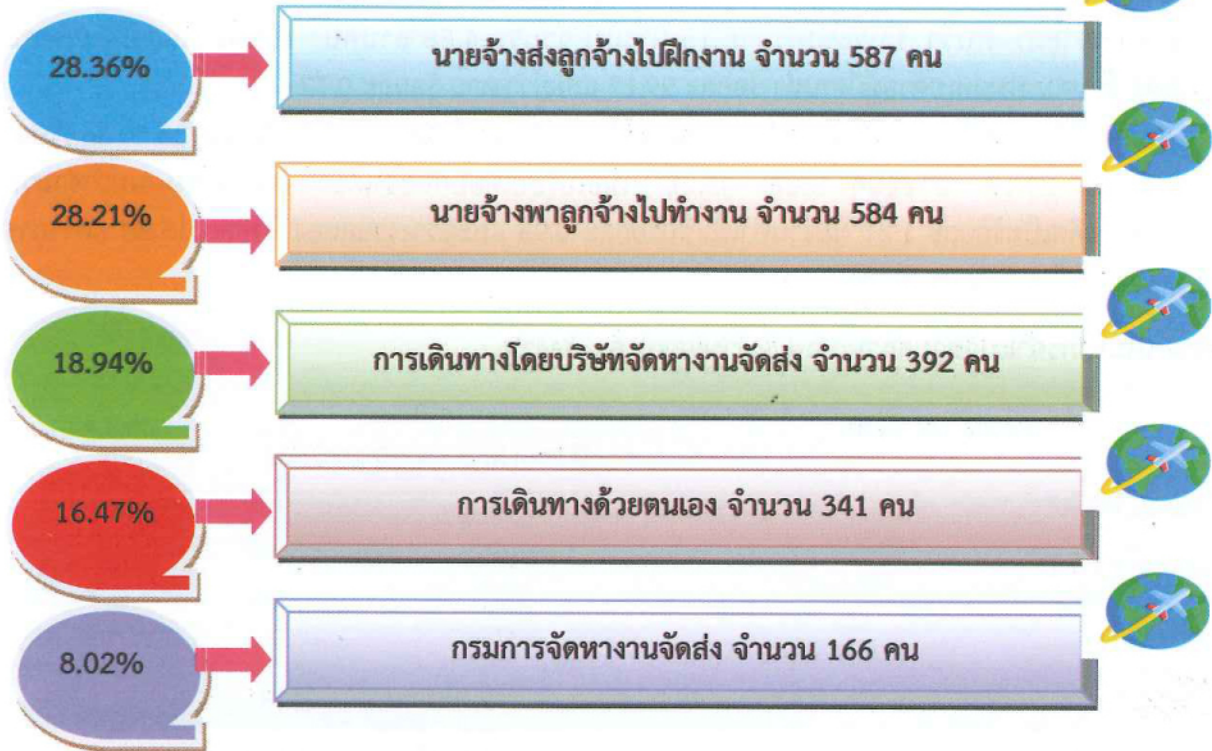 28.36%
นายจ้างส่งลูกจ้างไปฝึกงาน จำนวน 587 คน
28.21%
นายจ้างพาลูกจ้างไปทำงาน จำนวน 584 คน
18.94%
การเดินทางโดยบริษัทจัดหางานจัดส่ง จำนวน 392 คน
16.47%
การเดินทางด้วยตนเอง จำนวน 341 คน
8.02%
กรมการจัดหางานจัดส่ง จำนวน 166 คน